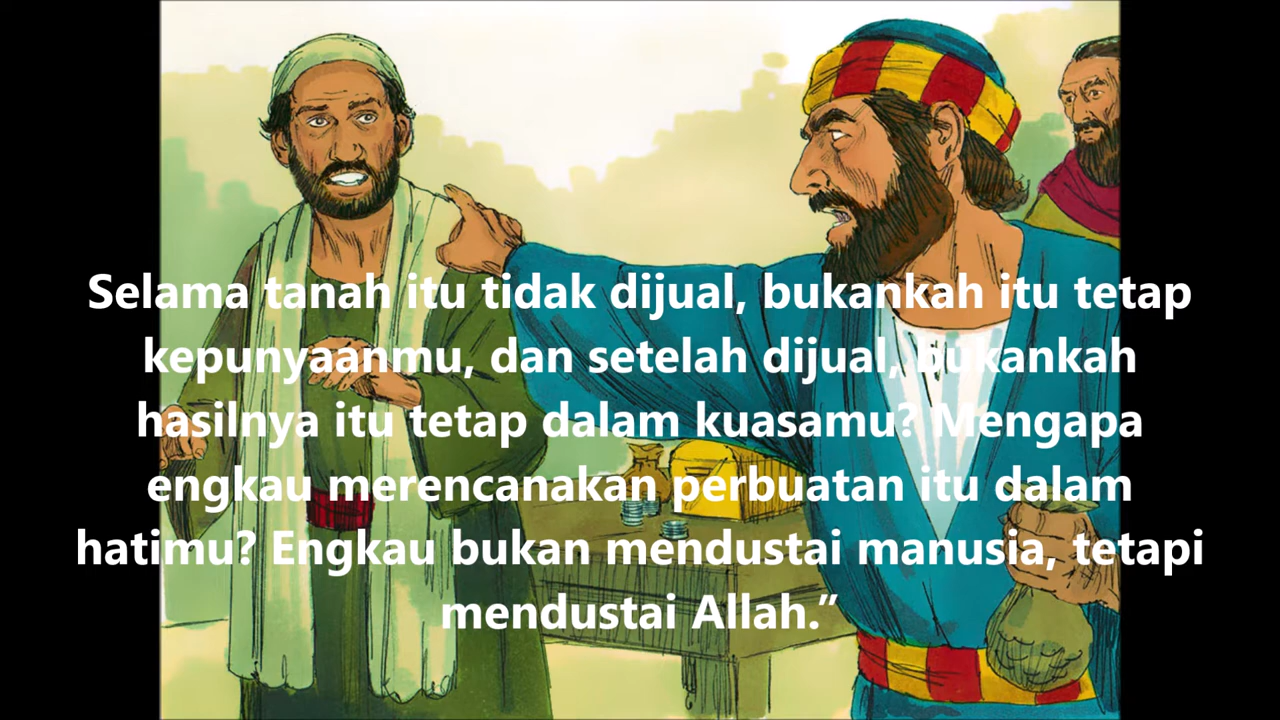 Selama tanah itu tidak dijual, bukankah itu tetap
kepunyaanmu, dan setelah dijual, bukankah
hasilnya itu tetap dalam kuasamu? Mengapa
engkau merencanakan perbuatan itu dalam
hatimu? Engkau bukan mendustai manusia, tetapi
mendustai Allah.”